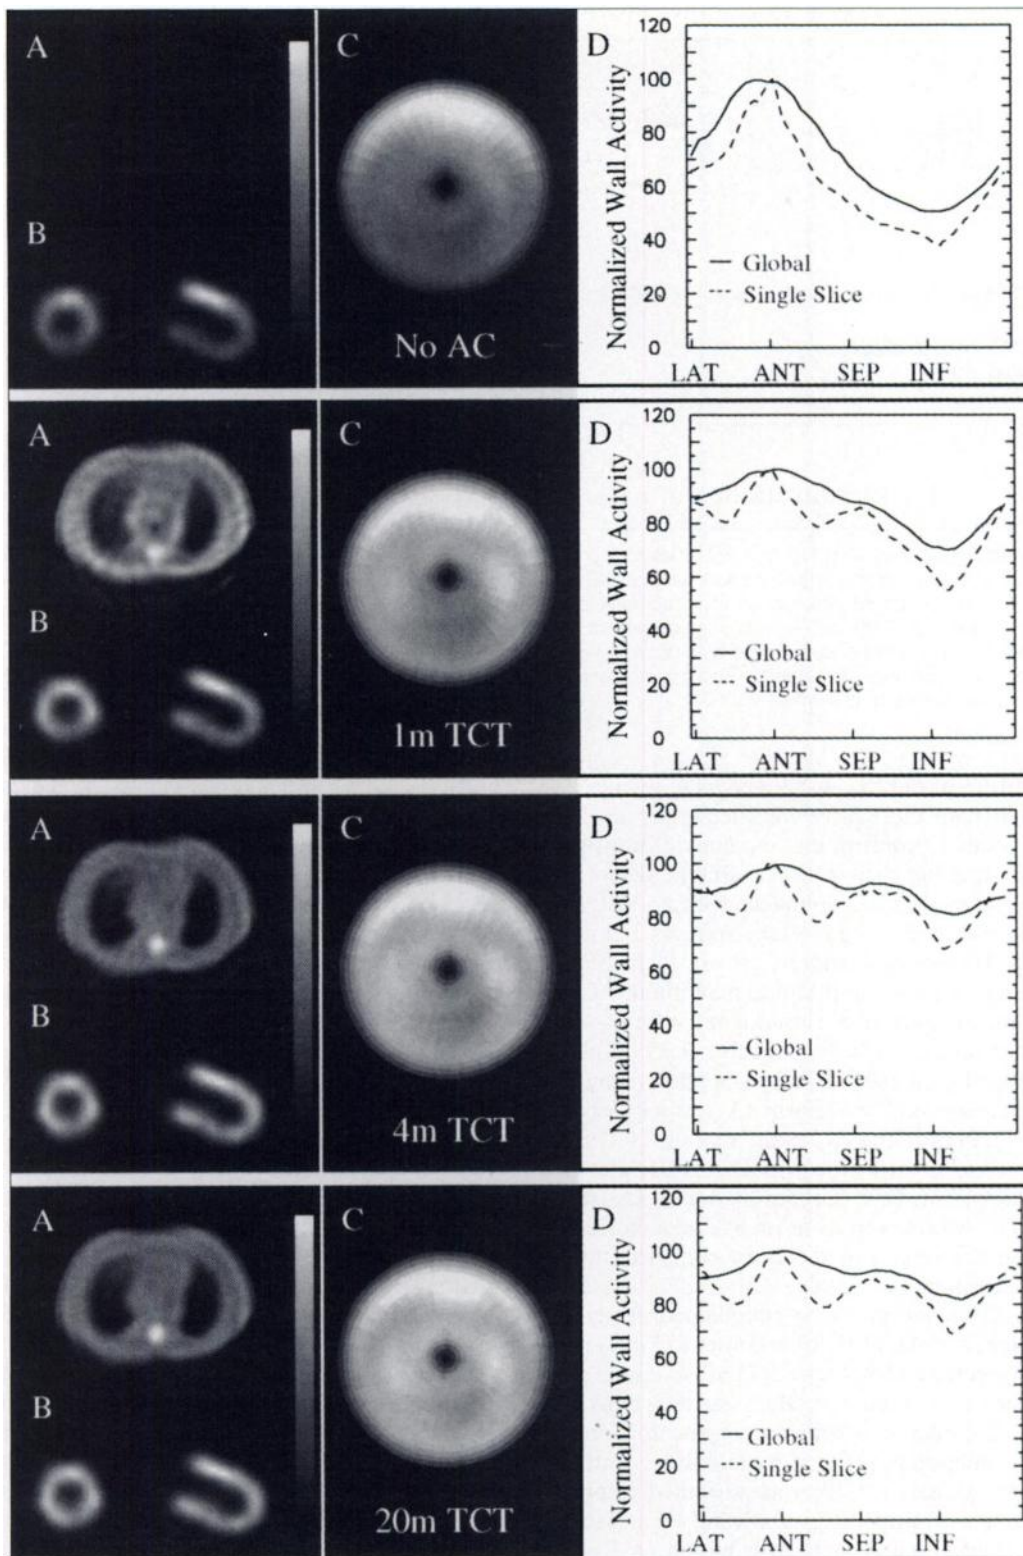 A
B
C
No AC
D
Normalized Wall Activity
120
100
80
60
40
20
0
Global
Single Slice
LAT ANT SEP INF
A
B
C
1m TCT
D
Normalized Wall Activity
120
100
80
60
40
20
0
Global
Single Slice
LAT ANT SEP INF
A
B
C
4m TCT
D
Normalized Wall Activity
120
100
80
60
40
20
0
Global
Single Slice
LAT ANT SEP INF
A
B
C
20m TCT
D
Normalized Wall Activity
120
100
80
60
40
20
0
Global
Single Slice
LAT ANT SEP INF